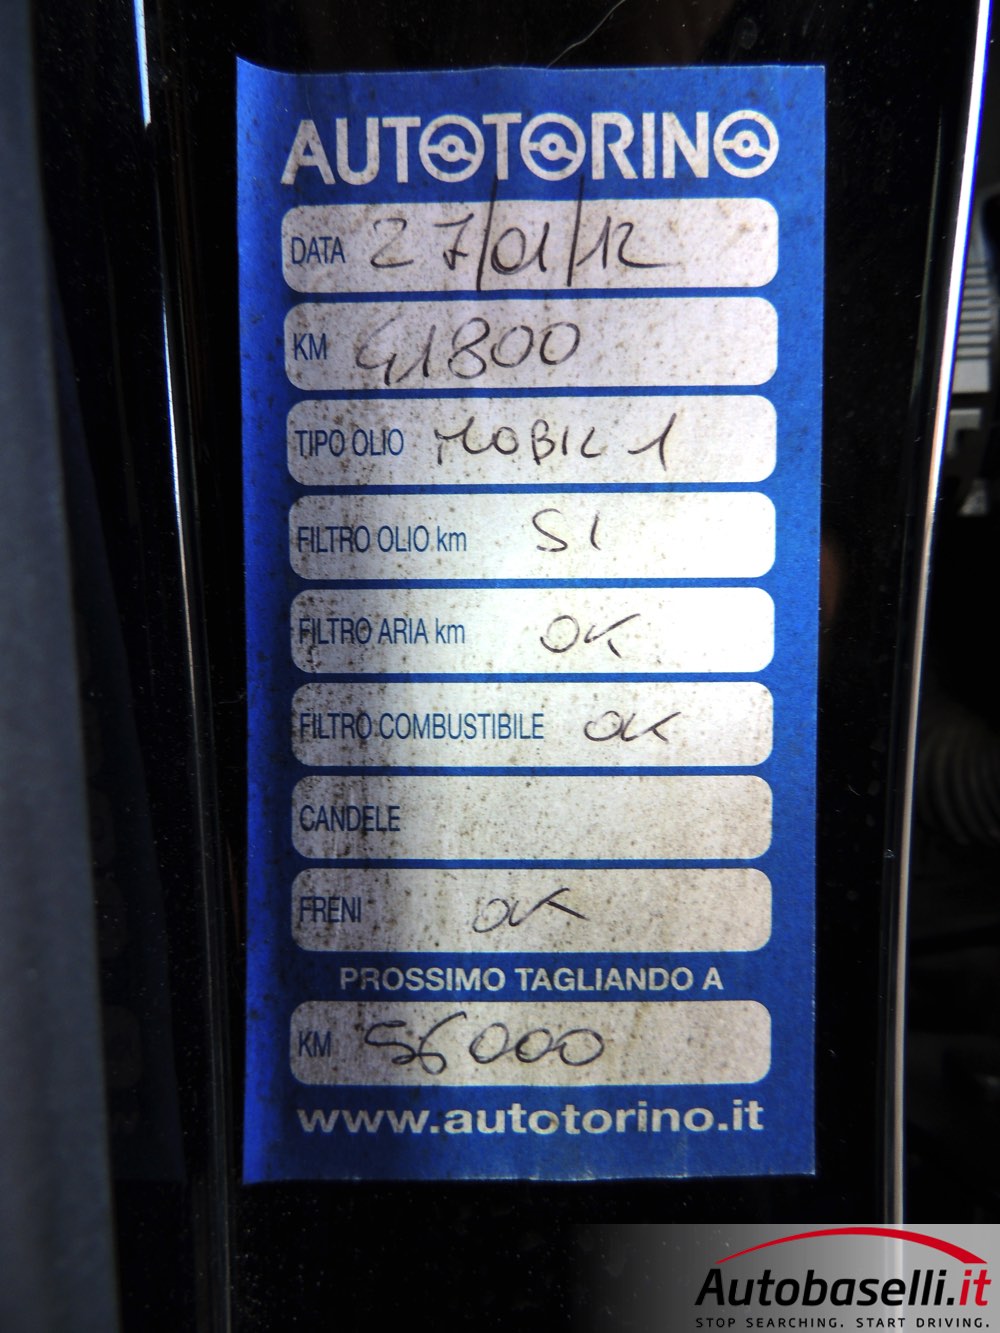 AUTOTORINO
DATA 27/01/12
KM 41800
TIPO OLIO MOBIL 1
FILTRO OLIO km SI
FILTRO ARIA km OK
FILTRO COMBUSTIBILE OK
CANDELE
FRENI OK
PROSSIMO TAGLIANDO A
KM 56000
www.autotorino.it
Autobaselli.it
STOP SEARCHING. START DRIVING.